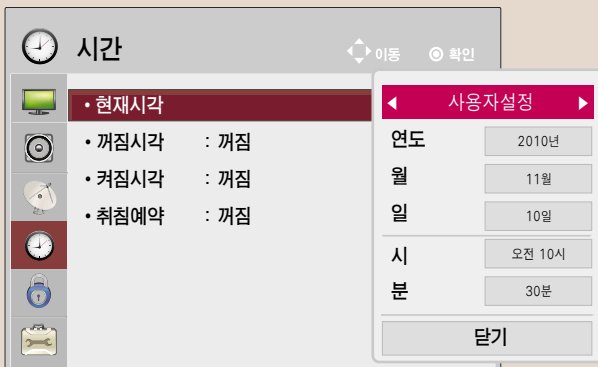 시간
이동 확인
• 현재시각
• 꺼짐시각 : 꺼짐
• 켜짐시각 : 꺼짐
• 취침예약 : 꺼짐
사용자설정
연도 2010년
월 11월
일 10일
시 오전 10시
분 30분
닫기